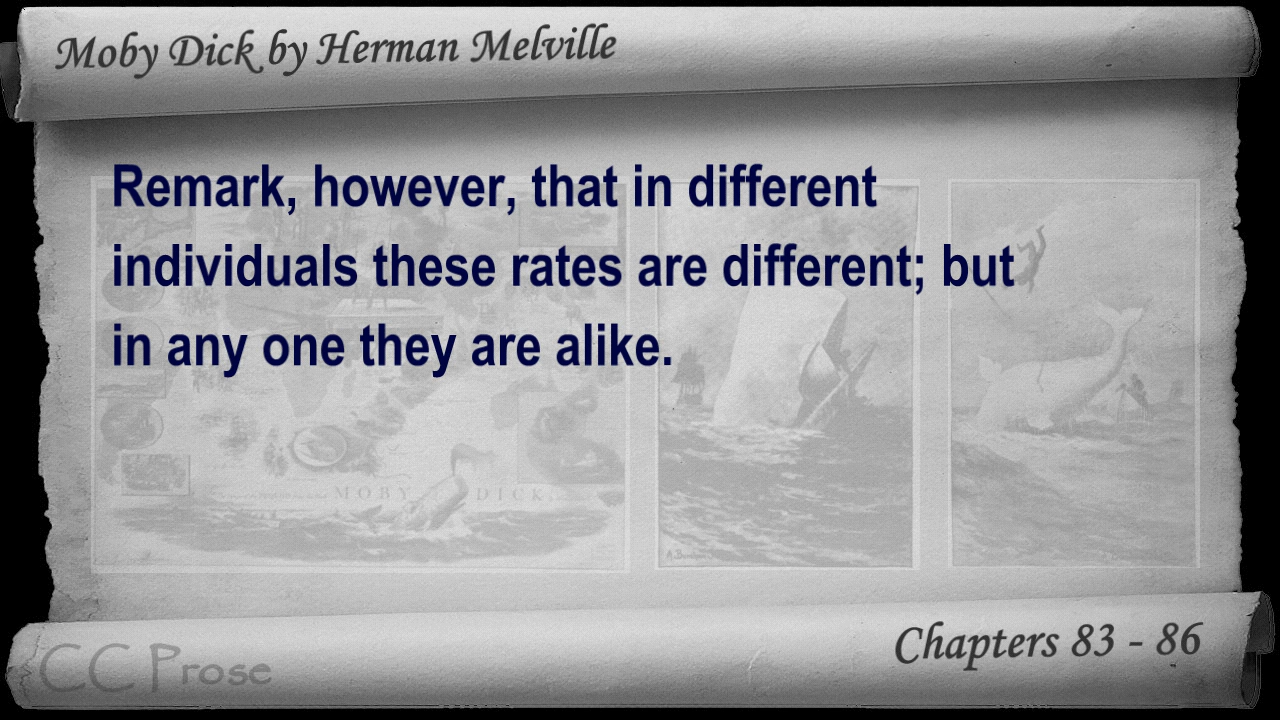 Moby Dick by Herman Melville
Remark, however, that in different
individuals these rates are different; but
in any one they are alike.
MOBY DICK
Chapters 83 - 86
CC Prose